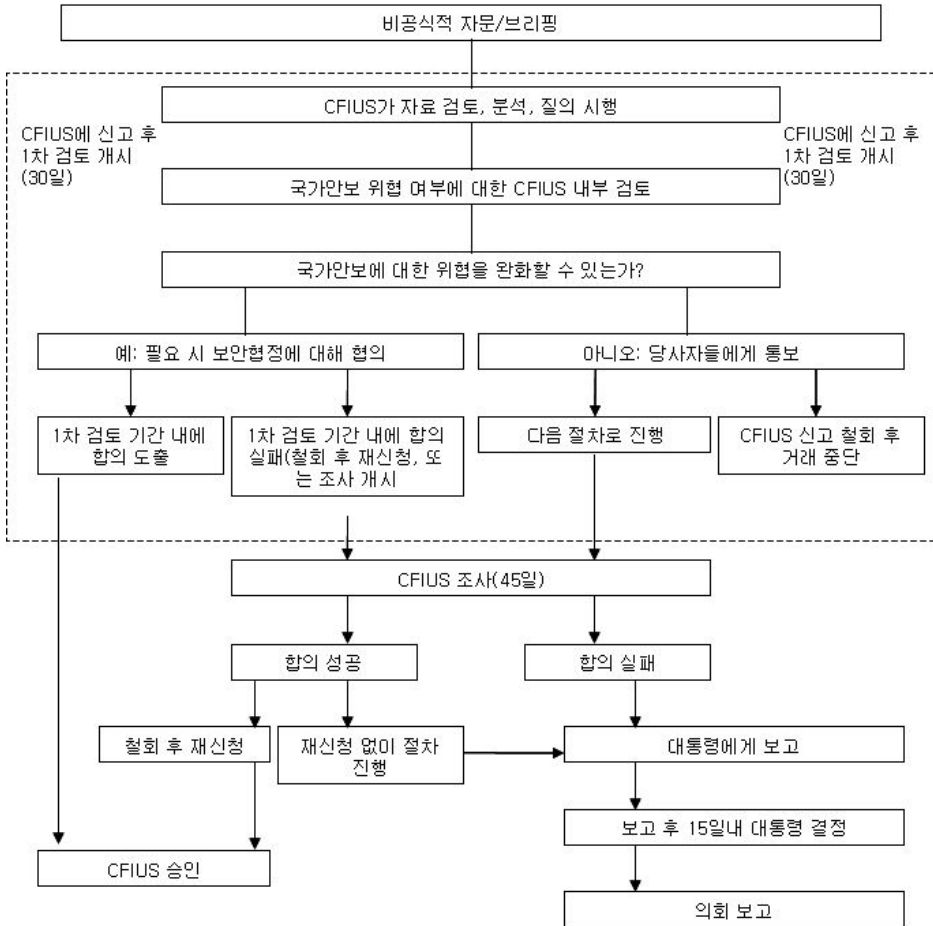 비공식적 자문/브리핑
CFIUS가 자료 검토, 분석, 질의 시행
CFIUS에 신고 후
1차 검토 개시
(30일)
CFIUS에 신고 후
1차 검토 개시
(30일)
국가안보 위협 여부에 대한 CFIUS 내부 검토
국가안보에 대한 위협을 완화할 수 있는가?
예: 필요 시 보안협정에 대해 협의
아니오: 당사자들에게 통보
1차 검토 기간 내에
합의 도출
1차 검토 기간 내에 합의
실패(철회 후 재신청, 또
는 조사 개시
다음 절차로 진행
CFIUS 신고 철회 후
거래 중단
CFIUS 조사(45일)
합의 성공
합의 실패
철회 후 재신청
재신청 없이 절차
진행
대통령에게 보고
보고 후 15일내 대통령 결정
CFIUS 승인
의회 보고